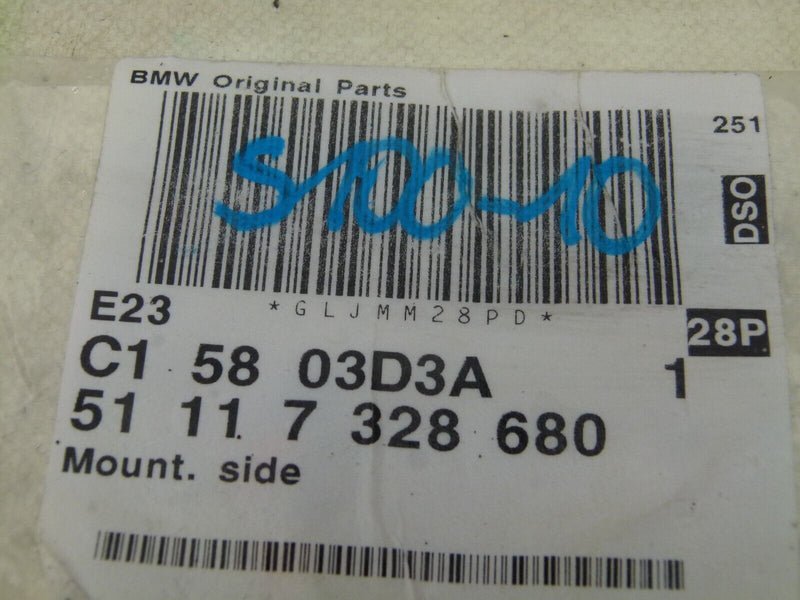 BMW Original Parts
251
S100-10
DSO
E23 *GLJMM28PD*
28P
C1 58 03D3A 1
51 11 7 328 680
Mount. side